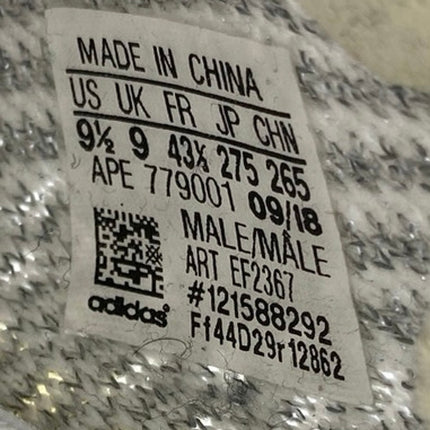 MADE IN CHINA
US UK FR JP CHN
9½ 9 43⅓ 275 265
APE 779001 09/18
MALE/MÂLE
ART EF2367
#121588292
Ff44D29r12862
adidas